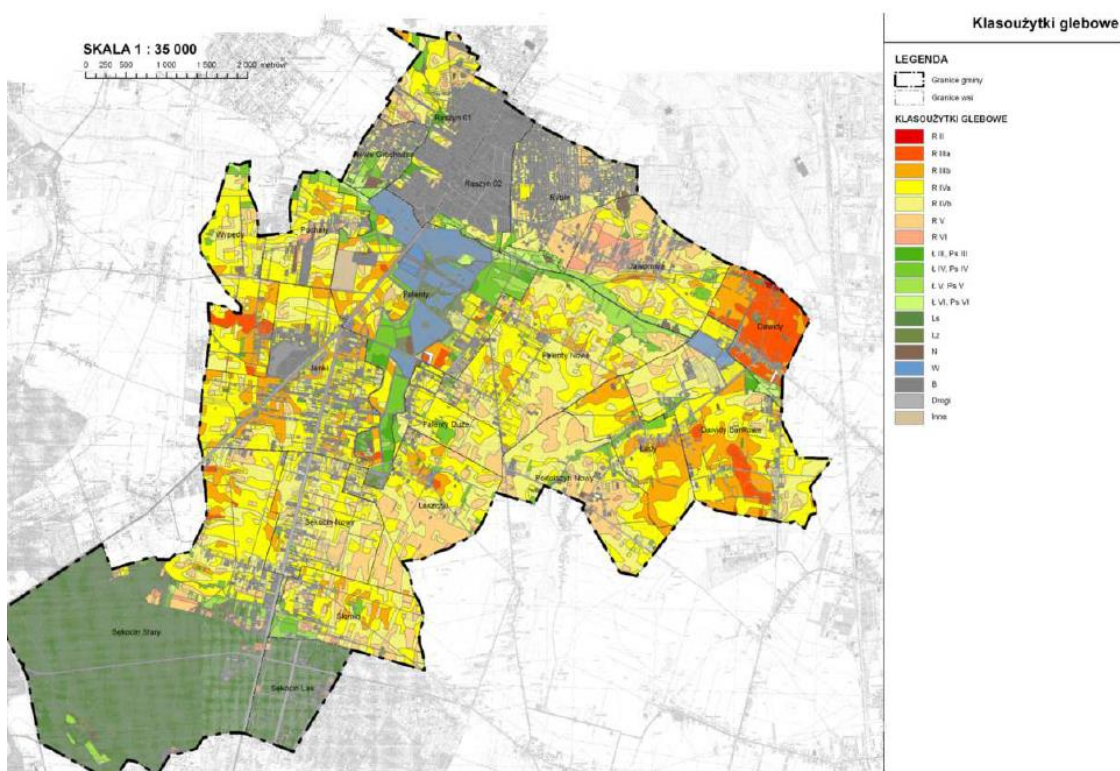 Klasoużytki glebowe
SKALA 1 : 35 000
0 250 500 1 000 1 500 2 000 metrów
LEGENDA
Granice gminy
Granice wsi
KLASOUŻYTKI GLEBOWE
R II
R IIIa
R IIIb
R IVa
R IVb
R V
R VI
Ł III, Ps III
Ł IV, Ps IV
Ł V, Ps V
Ł VI, Ps VI
Ls
Lz
N
W
B
Drogi
Inne
Raszyn 01
Nowe Grocholice
Raszyn 02
Rybie
Wypędy
Puchały
Jaworowa
Falenty
Dawidy
Janki
Falenty Nowe
Falenty Duże
Dawidy Bankowe
Łady
Podolszyn Nowy
Laszczki
Sękocin Nowy
Słomin
Sękocin Stary
Sękocin Las